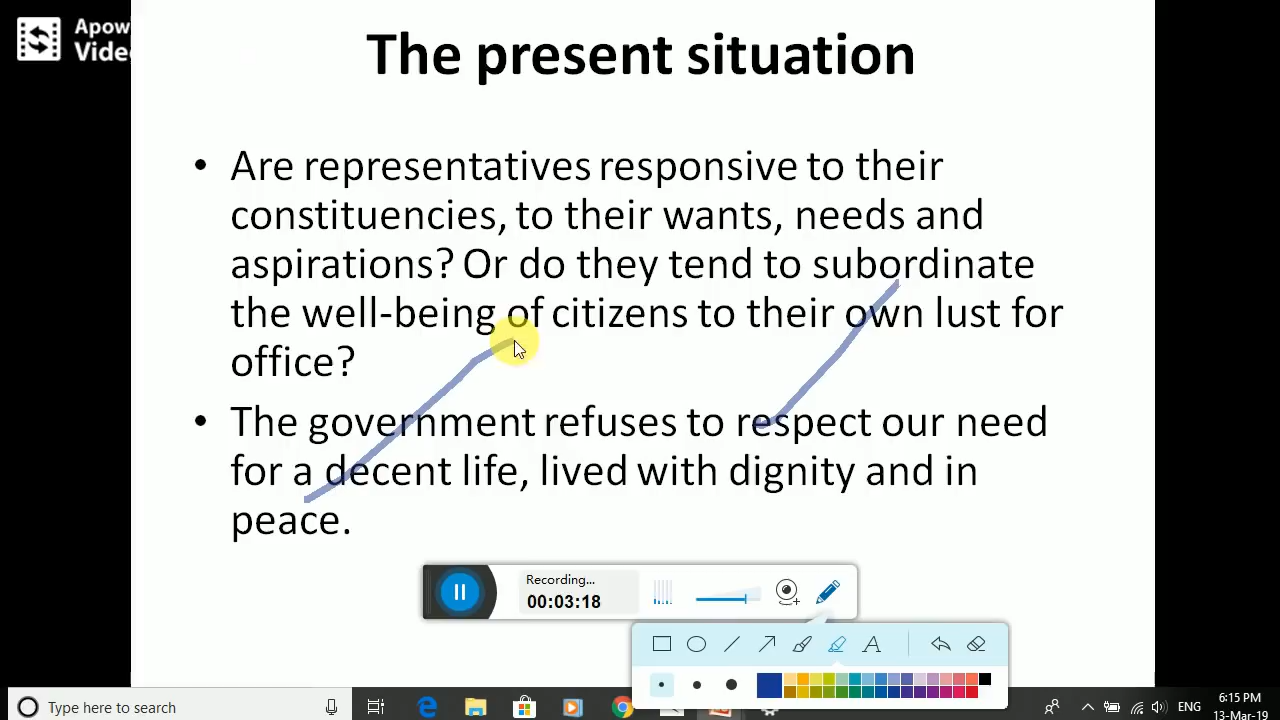 Apow
Video
The present situation
• Are representatives responsive to their
constituencies, to their wants, needs and
aspirations? Or do they tend to subordinate
the well-being of citizens to their own lust for
office?
• The government refuses to respect our need
for a decent life, lived with dignity and in
peace.
Recording...
00:03:18
A
Type here to search
ENG
6:15 PM
13-Mar-19